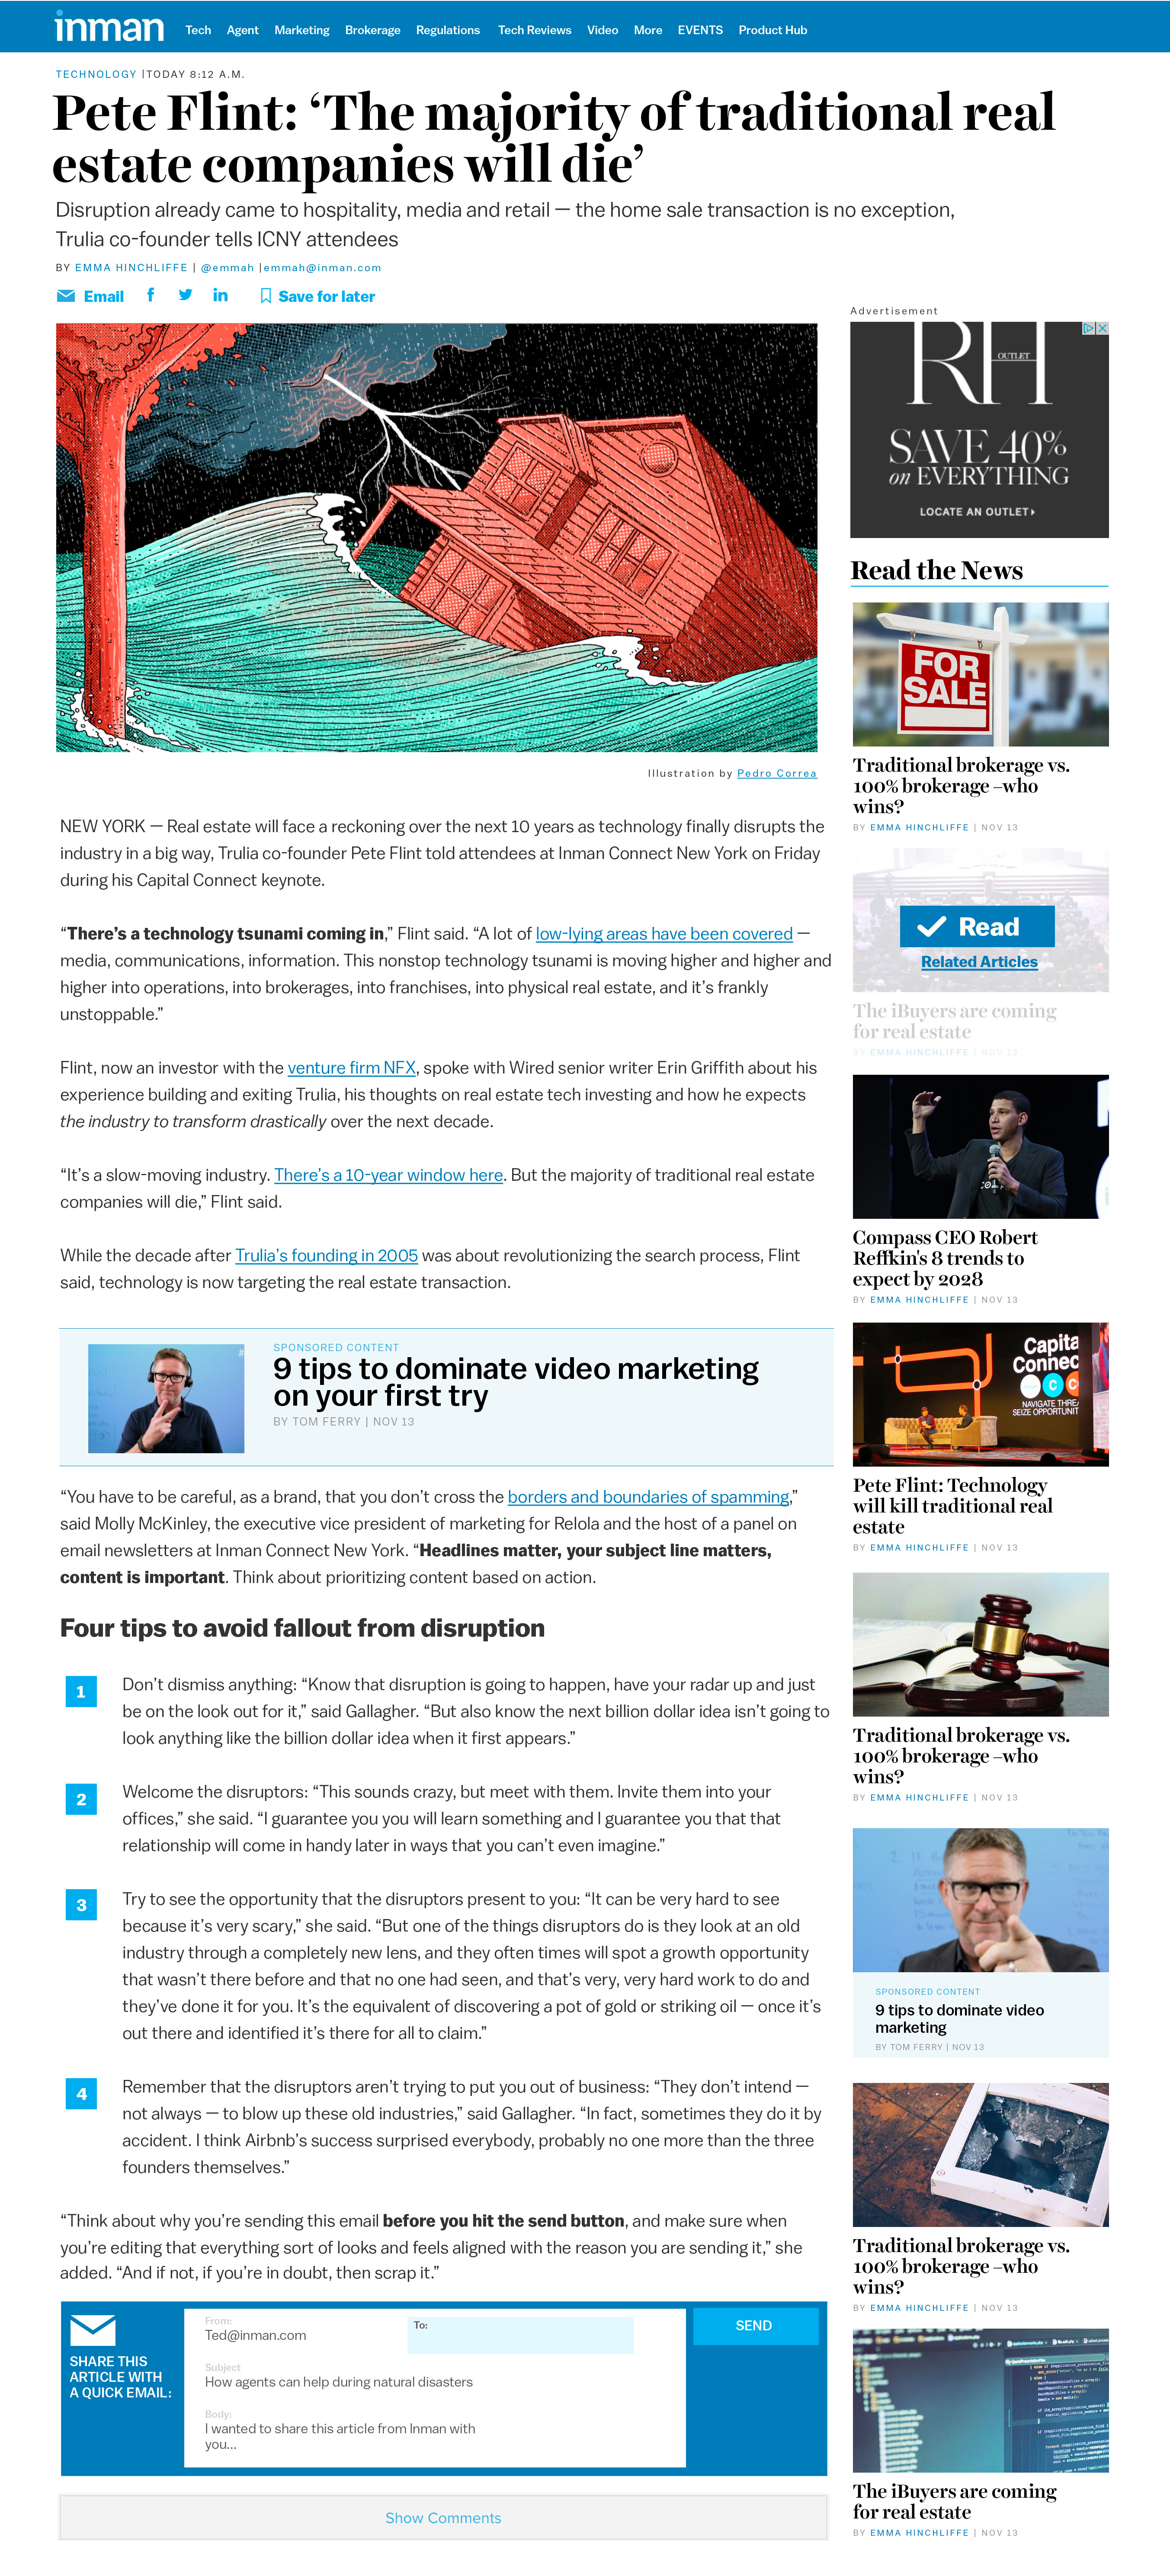 inman
Tech Agent Marketing Brokerage Regulations Tech Reviews Video More EVENTS Product Hub
TECHNOLOGY |TODAY 8:12 A.M.
Pete Flint: ‘The majority of traditional real
estate companies will die’
Disruption already came to hospitality, media and retail — the home sale transaction is no exception,
Trulia co-founder tells ICNY attendees
BY EMMA HINCHLIFFE | @emmah |emmah@inman.com
Email
Save for later
Illustration by Pedro Correa
NEW YORK — Real estate will face a reckoning over the next 10 years as technology finally disrupts the
industry in a big way, Trulia co-founder Pete Flint told attendees at Inman Connect New York on Friday
during his Capital Connect keynote.
“There’s a technology tsunami coming in,” Flint said. “A lot of low-lying areas have been covered —
media, communications, information. This nonstop technology tsunami is moving higher and higher and
higher into operations, into brokerages, into franchises, into physical real estate, and it’s frankly
unstoppable.”
Flint, now an investor with the venture firm NFX, spoke with Wired senior writer Erin Griffith about his
experience building and exiting Trulia, his thoughts on real estate tech investing and how he expects
the industry to transform drastically over the next decade.
“It’s a slow-moving industry. There’s a 10-year window here. But the majority of traditional real estate
companies will die,” Flint said.
While the decade after Trulia’s founding in 2005 was about revolutionizing the search process, Flint
said, technology is now targeting the real estate transaction.
#
SPONSORED CONTENT
9 tips to dominate video marketing
on your first try
BY TOM FERRY | NOV 13
“You have to be careful, as a brand, that you don’t cross the borders and boundaries of spamming,”
said Molly McKinley, the executive vice president of marketing for Relola and the host of a panel on
email newsletters at Inman Connect New York. “Headlines matter, your subject line matters,
content is important. Think about prioritizing content based on action.
Four tips to avoid fallout from disruption
1
Don’t dismiss anything: “Know that disruption is going to happen, have your radar up and just
be on the look out for it,” said Gallagher. “But also know the next billion dollar idea isn’t going to
look anything like the billion dollar idea when it first appears.”
2
Welcome the disruptors: “This sounds crazy, but meet with them. Invite them into your
offices,” she said. “I guarantee you you will learn something and I guarantee you that that
relationship will come in handy later in ways that you can’t even imagine.”
3
Try to see the opportunity that the disruptors present to you: “It can be very hard to see
because it’s very scary,” she said. “But one of the things disruptors do is they look at an old
industry through a completely new lens, and they often times will spot a growth opportunity
that wasn’t there before and that no one had seen, and that’s very, very hard work to do and
they’ve done it for you. It’s the equivalent of discovering a pot of gold or striking oil — once it’s
out there and identified it’s there for all to claim.”
4
Remember that the disruptors aren’t trying to put you out of business: “They don’t intend —
not always — to blow up these old industries,” said Gallagher. “In fact, sometimes they do it by
accident. I think Airbnb’s success surprised everybody, probably no one more than the three
founders themselves.”
“Think about why you’re sending this email before you hit the send button, and make sure when
you’re editing that everything sort of looks and feels aligned with the reason you are sending it,” she
added. “And if not, if you’re in doubt, then scrap it.”
SHARE THIS
ARTICLE WITH
A QUICK EMAIL:
From:
Ted@inman.com
To:
Subject
How agents can help during natural disasters
Body:
I wanted to share this article from Inman with
you...
SEND
Show Comments
Advertisement
RH
OUTLET
SAVE 40%
on EVERYTHING
LOCATE AN OUTLET
Read the News
FOR
SALE
Traditional brokerage vs.
100% brokerage –who
wins?
BY EMMA HINCHLIFFE | NOV 13
Read
Related Articles
The iBuyers are coming
for real estate
BY EMMA HINCHLIFFE | NOV 13
Compass CEO Robert
Reffkin's 8 trends to
expect by 2028
BY EMMA HINCHLIFFE | NOV 13
Capita
Connec
C
C
NAVIGATE THREA
SEIZE OPPORTUNIT
Pete Flint: Technology
will kill traditional real
estate
BY EMMA HINCHLIFFE | NOV 13
Traditional brokerage vs.
100% brokerage –who
wins?
BY EMMA HINCHLIFFE | NOV 13
SPONSORED CONTENT
9 tips to dominate video
marketing
BY TOM FERRY | NOV 13
Traditional brokerage vs.
100% brokerage –who
wins?
BY EMMA HINCHLIFFE | NOV 13
The iBuyers are coming
for real estate
BY EMMA HINCHLIFFE | NOV 13